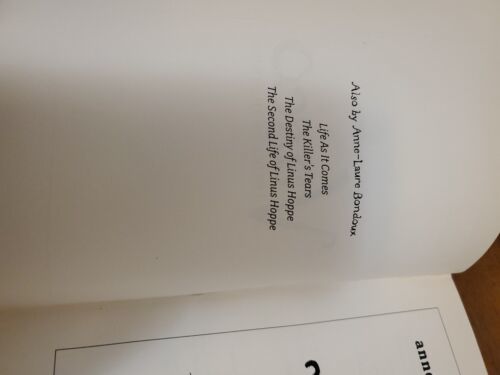 Also by Anne-Laure Bondoux
Life As It Comes
The Killer's Tears
The Destiny of Linus Hoppe
The Second Life of Linus Hoppe
anne